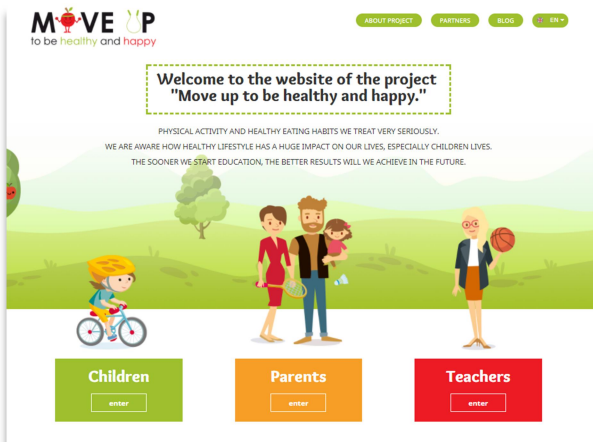 MOVE UP
to be healthy and happy
ABOUT PROJECT
PARTNERS
BLOG
EN
Welcome to the website of the project
"Move up to be healthy and happy."
PHYSICAL ACTIVITY AND HEALTHY EATING HABITS WE TREAT VERY SERIOUSLY.
WE ARE AWARE HOW HEALTHY LIFESTYLE HAS A HUGE IMPACT ON OUR LIVES, ESPECIALLY CHILDREN LIVES.
THE SOONER WE START EDUCATION, THE BETTER RESULTS WILL WE ACHIEVE IN THE FUTURE.
Children
enter
Parents
enter
Teachers
enter